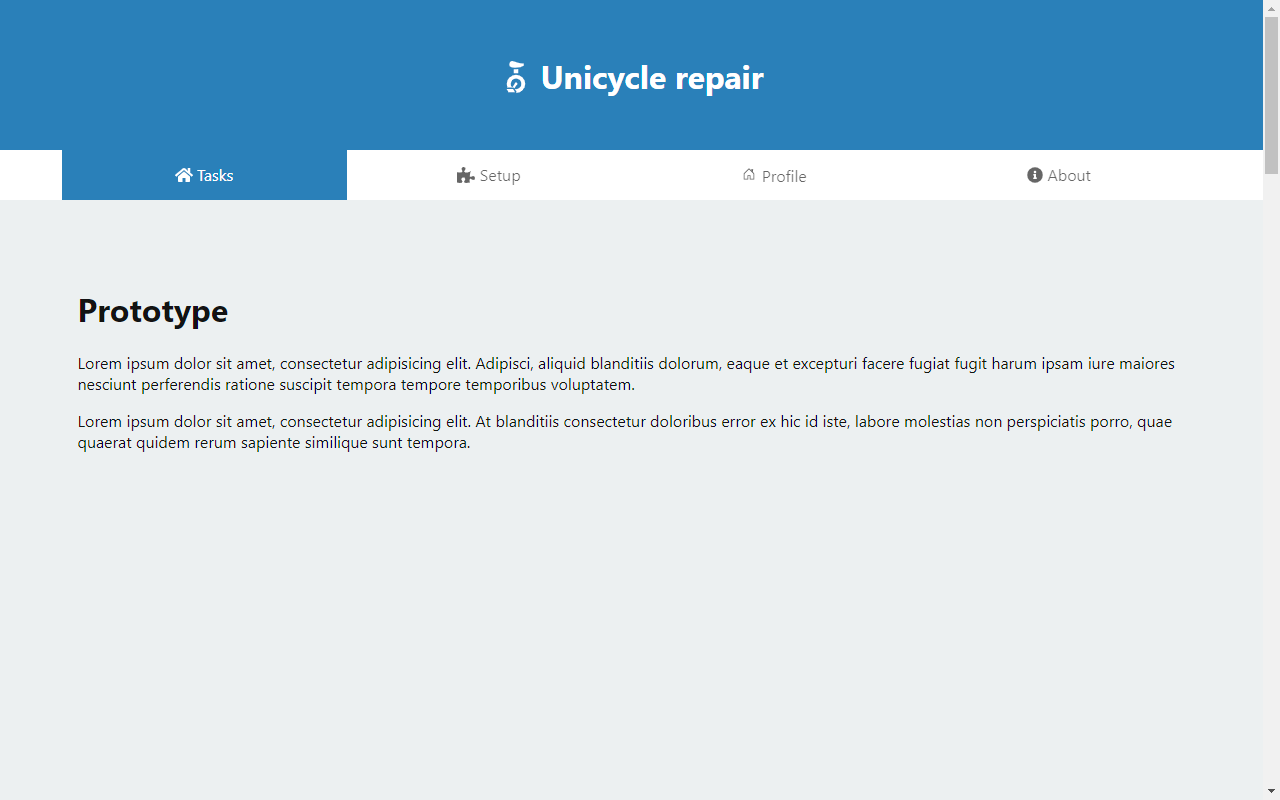 Unicycle repair
Tasks
Setup
Profile
About
Prototype
Lorem ipsum dolor sit amet, consectetur adipisicing elit. Adipisci, aliquid blanditiis dolorum, eaque et excepturi facere fugiat fugit harum ipsam iure maiores
nesciunt perferendis ratione suscipit tempora tempore temporibus voluptatem.
Lorem ipsum dolor sit amet, consectetur adipisicing elit. At blanditiis consectetur doloribus error ex hic id iste, labore molestias non perspiciatis porro, quae
quaerat quidem rerum sapiente similique sunt tempora.